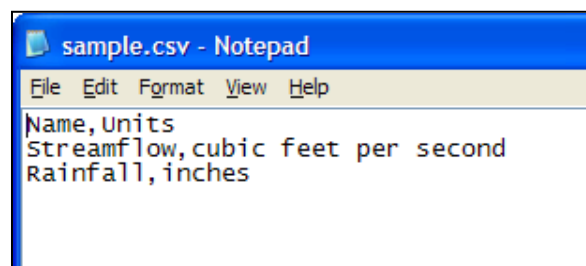 sample.csv - Notepad
File Edit Format View Help
Name,Units
Streamflow,cubic feet per second
Rainfall,inches